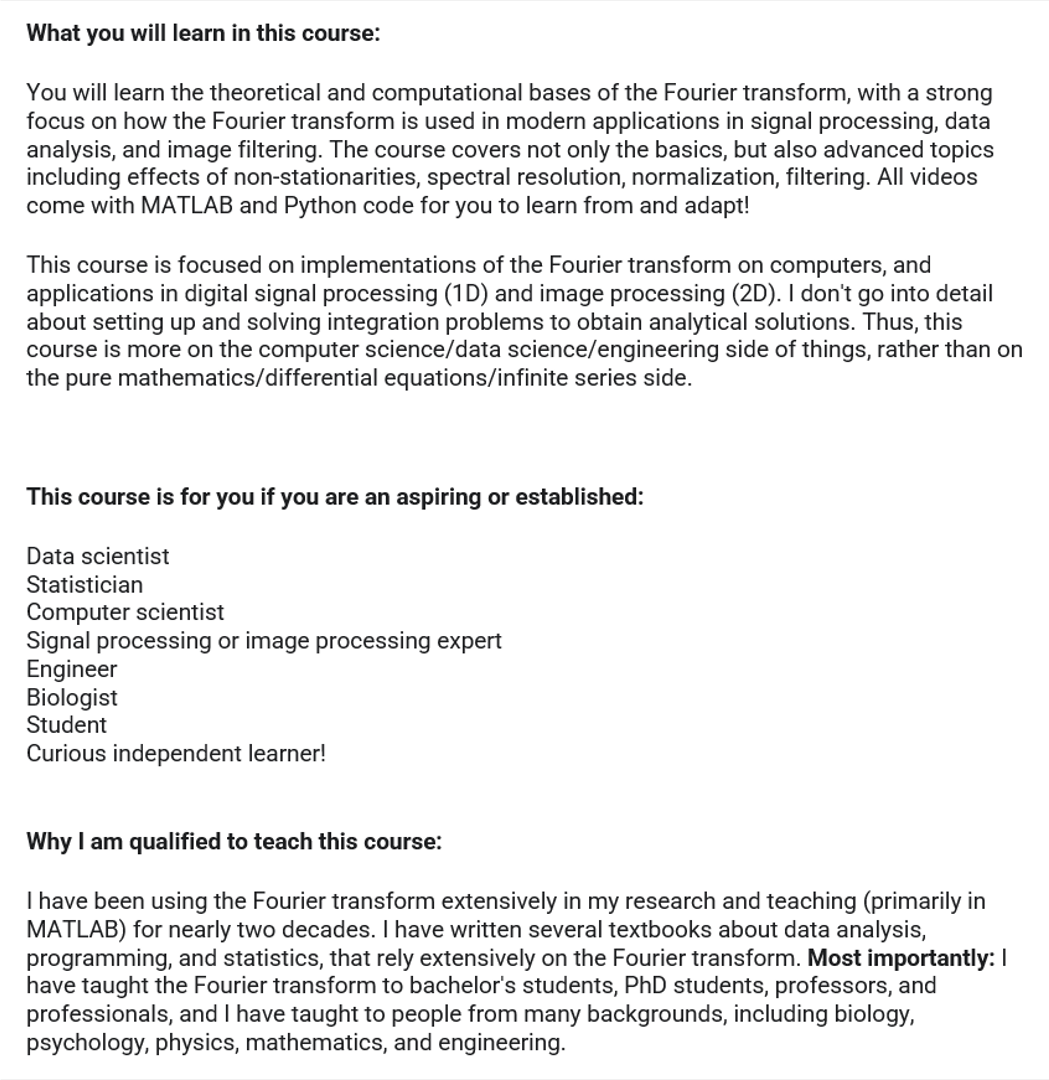 What you will learn in this course:
You will learn the theoretical and computational bases of the Fourier transform, with a strong
focus on how the Fourier transform is used in modern applications in signal processing, data
analysis, and image filtering. The course covers not only the basics, but also advanced topics
including effects of non-stationarities, spectral resolution, normalization, filtering. All videos
come with MATLAB and Python code for you to learn from and adapt!
This course is focused on implementations of the Fourier transform on computers, and
applications in digital signal processing (1D) and image processing (2D). I don't go into detail
about setting up and solving integration problems to obtain analytical solutions. Thus, this
course is more on the computer science/data science/engineering side of things, rather than on
the pure mathematics/differential equations/infinite series side.
This course is for you if you are an aspiring or established:
Data scientist
Statistician
Computer scientist
Signal processing or image processing expert
Engineer
Biologist
Student
Curious independent learner!
Why I am qualified to teach this course:
I have been using the Fourier transform extensively in my research and teaching (primarily in
MATLAB) for nearly two decades. I have written several textbooks about data analysis,
programming, and statistics, that rely extensively on the Fourier transform. Most importantly: I
have taught the Fourier transform to bachelor's students, PhD students, professors, and
professionals, and I have taught to people from many backgrounds, including biology,
psychology, physics, mathematics, and engineering.